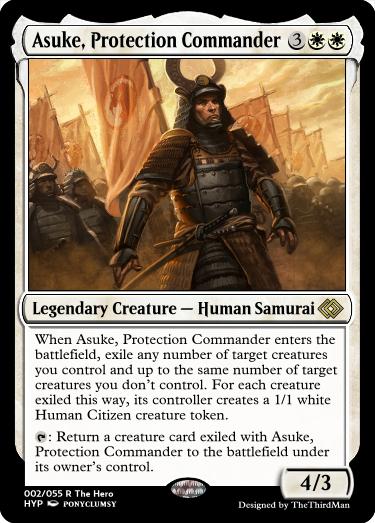 Asuke, Protection Commander 3
Legendary Creature — Human Samurai
When Asuke, Protection Commander enters the
battlefield, exile any number of target creatures
you control and up to the same number of target
creatures you don't control. For each creature
exiled this way, its controller creates a 1/1 white
Human Citizen creature token.
: Return a creature card exiled with Asuke,
Protection Commander to the battlefield under
its owner's control.
4/3
002/055 R The Hero
HYP PONYCLUMSY
Designed by TheThirdMan